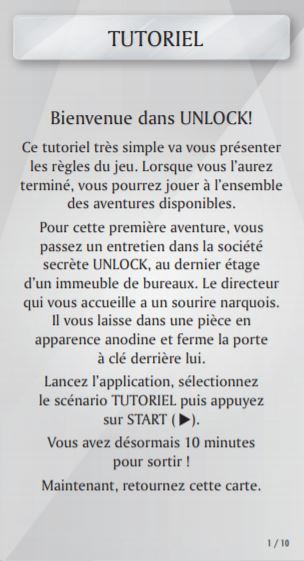 TUTORIEL
Bienvenue dans UNLOCK!
Ce tutoriel très simple va vous présenter
les règles du jeu. Lorsque vous l'aurez
terminé, vous pourrez jouer à l'ensemble
des aventures disponibles.
Pour cette première aventure, vous
passez un entretien dans la société
secrète UNLOCK, au dernier étage
d'un immeuble de bureaux. Le directeur
qui vous accueille a un sourire narquois.
Il vous laisse dans une pièce en
apparence anodine et ferme la porte
à clé derrière lui.
Lancez l'application, sélectionnez
le scénario TUTORIEL puis appuyez
sur START (▶).
Vous avez désormais 10 minutes
pour sortir !
Maintenant, retournez cette carte.
1 / 10